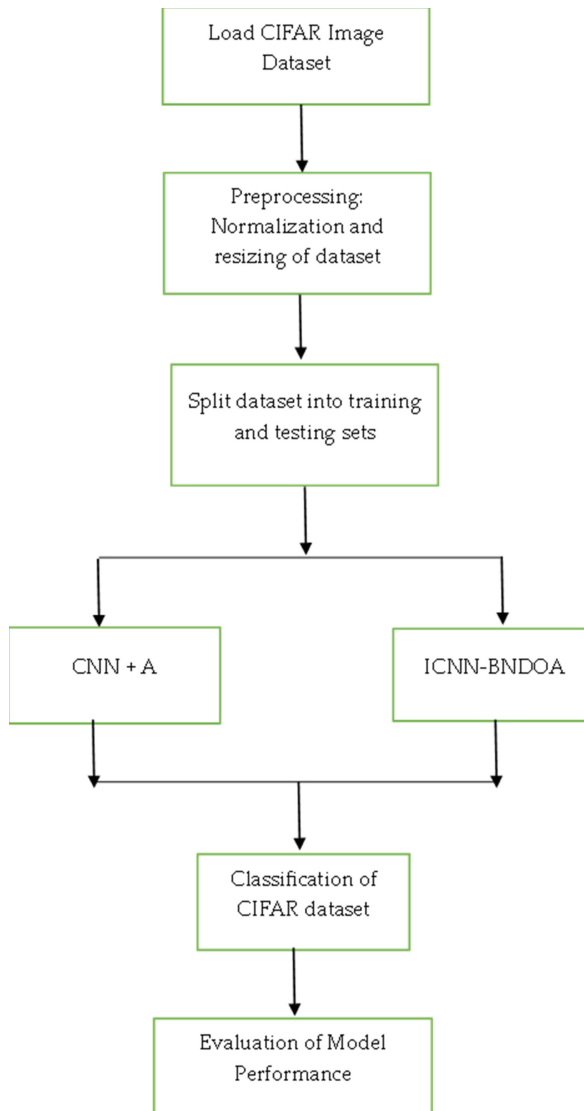 Load CIFAR Image
Dataset
Preprocessing:
Normalization and
resizing of dataset
Split dataset into training
and testing sets
CNN + A
ICNN-BNDOA
Classification of
CIFAR dataset
Evaluation of Model
Performance